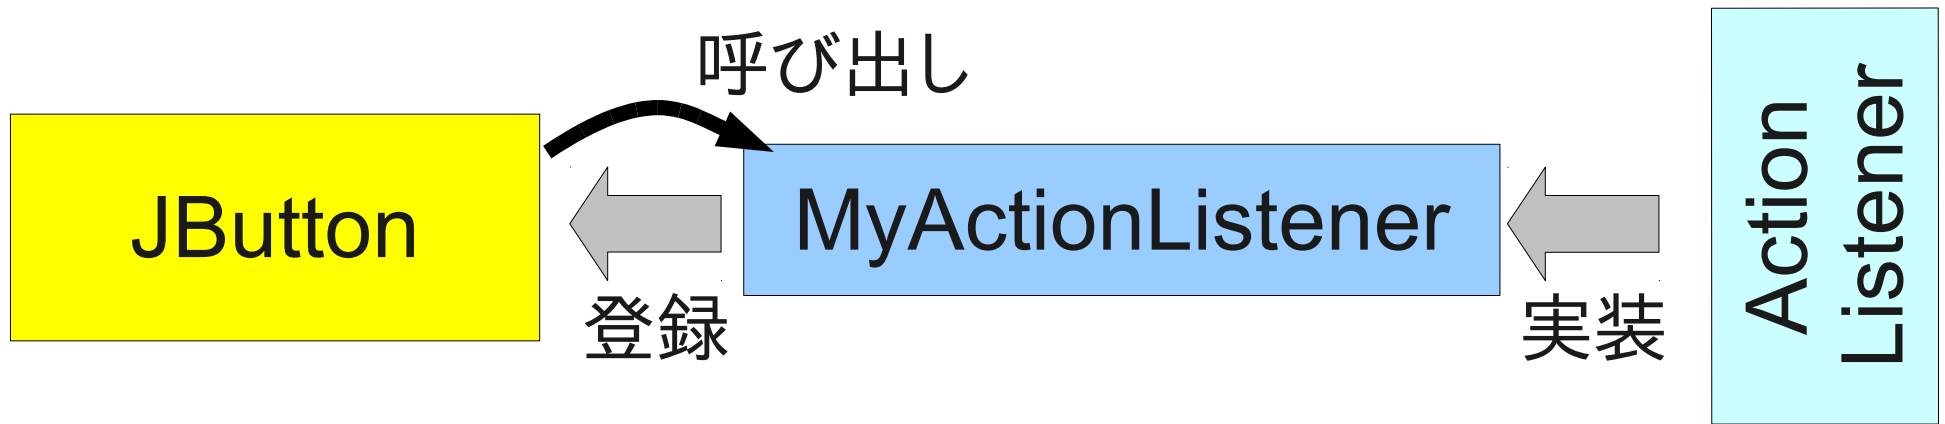 呼び出し
JButton
MyActionListener
登録
実装
Action
Listener